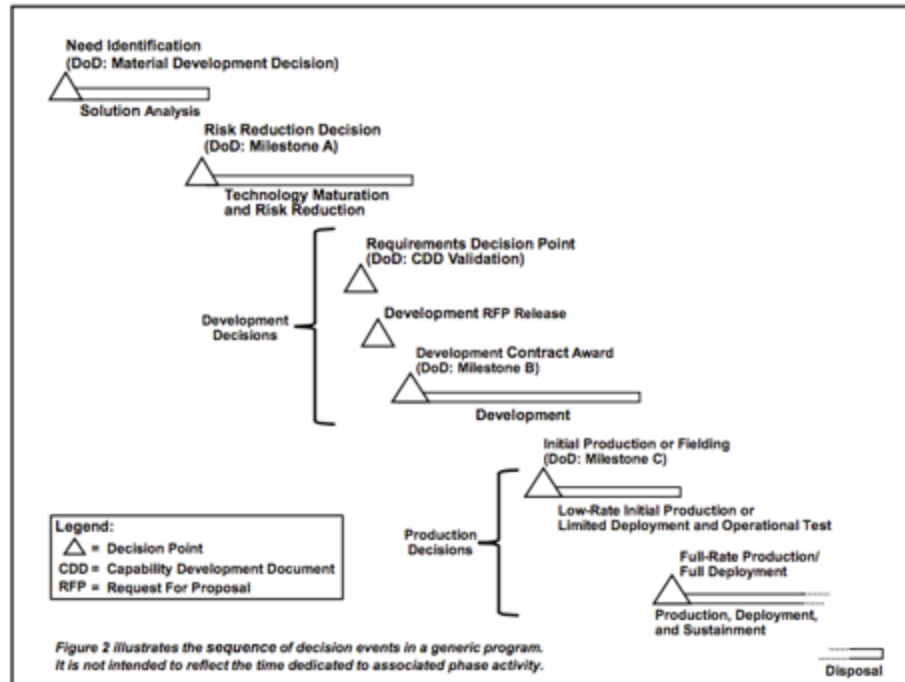 Need Identification
(DoD: Material Development Decision)
Solution Analysis
Risk Reduction Decision
(DoD: Milestone A)
Technology Maturation
and Risk Reduction
Development
Decisions
Requirements Decision Point
(DoD: CDD Validation)
Development RFP Release
Development Contract Award
(DoD: Milestone B)
Development
Production
Decisions
Initial Production or Fielding
(DoD: Milestone C)
Low-Rate Initial Production or
Limited Deployment and Operational Test
Full-Rate Production/
Full Deployment
Production, Deployment,
and Sustainment
Disposal
Legend:
= Decision Point
CDD = Capability Development Document
RFP = Request For Proposal
Figure 2 illustrates the sequence of decision events in a generic program.
It is not intended to reflect the time dedicated to associated phase activity.